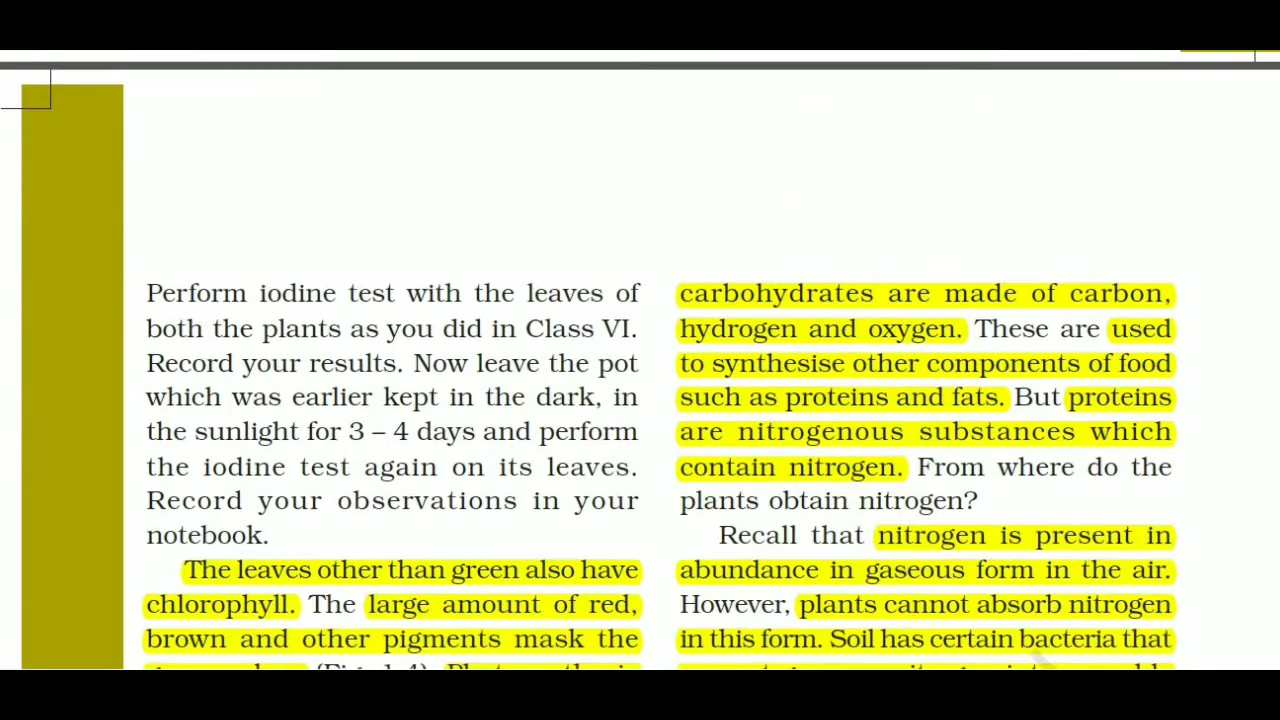 Perform iodine test with the leaves of
both the plants as you did in Class VI.
Record your results. Now leave the pot
which was earlier kept in the dark, in
the sunlight for 3 – 4 days and perform
the iodine test again on its leaves.
Record your observations in your
notebook.
The leaves other than green also have
chlorophyll. The large amount of red,
brown and other pigments mask the
carbohydrates are made of carbon,
hydrogen and oxygen. These are used
to synthesise other components of food
such as proteins and fats. But proteins
are nitrogenous substances which
contain nitrogen. From where do the
plants obtain nitrogen?
Recall that nitrogen is present in
abundance in gaseous form in the air.
However, plants cannot absorb nitrogen
in this form. Soil has certain bacteria that